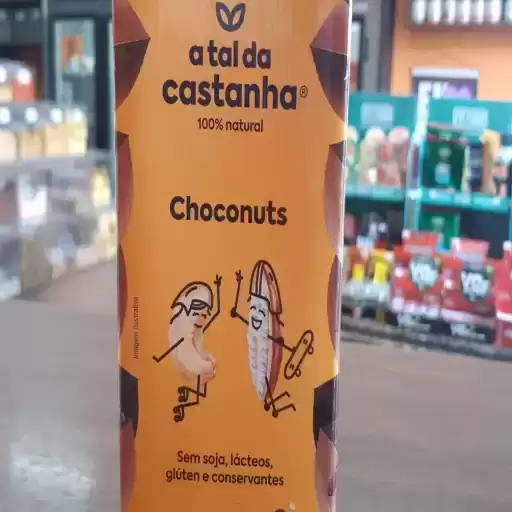 a tal da
castanha®
100% natural
Choconuts
Imagem ilustrativa
Sem soja, lácteos,
glúten e conservantes